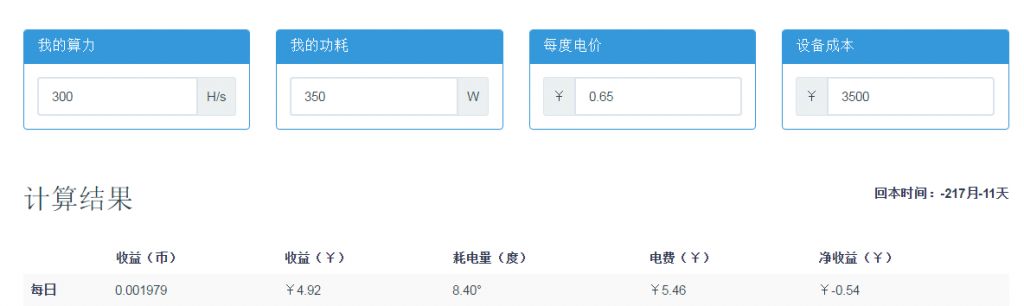 我的算力 我的功耗 每度电价 设备成本
300 H/s 350 W ￥ 0.65 ￥ 3500
计算结果 回本时间：-217月-11天
收益（币） 收益（￥） 耗电量（度） 电费（￥） 净收益（￥）
每日 0.001979 ￥4.92 8.40° ￥5.46 ￥-0.54